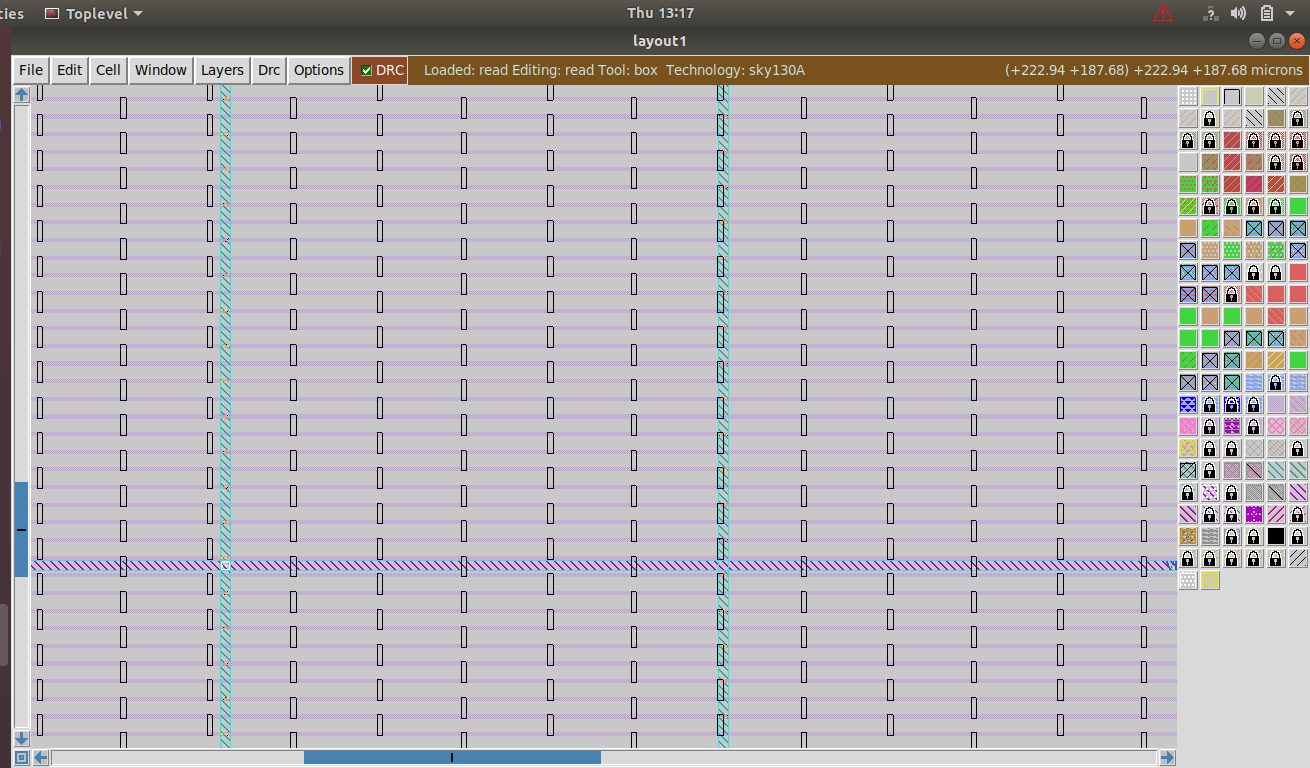 ties Toplevel Thu 13:17
layout1
File Edit Cell Window Layers Drc Options DRC Loaded: read Editing: read Tool: box Technology: sky130A (+222.94 +187.68) +222.94 +187.68 microns